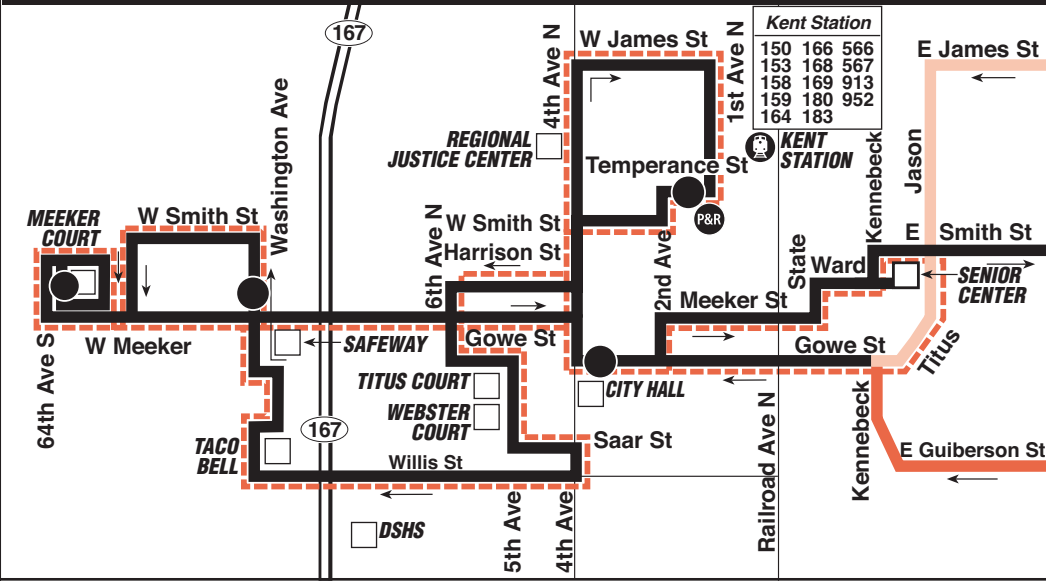 167
4th Ave N
W James St
1st Ave N
Kent Station
150 166 566
153 168 567
158 169 913
159 180 952
164 183
E James St
Washington Ave
REGIONAL
JUSTICE CENTER
KENT
STATION
Temperance St
Kennebeck
Jason
MEEKER
COURT
W Smith St
6th Ave N
W Smith St
Harrison St
P&R
2nd Ave
State
Ward
E Smith St
SENIOR
CENTER
Meeker St
W Meeker
SAFEWAY
Gowe St
Gowe St
Titus
64th Ave S
TITUS COURT
CITY HALL
WEBSTER
COURT
167
TACO
BELL
Saar St
Willis St
Railroad Ave N
Kennebeck
E Guiberson St
5th Ave
4th Ave
DSHS